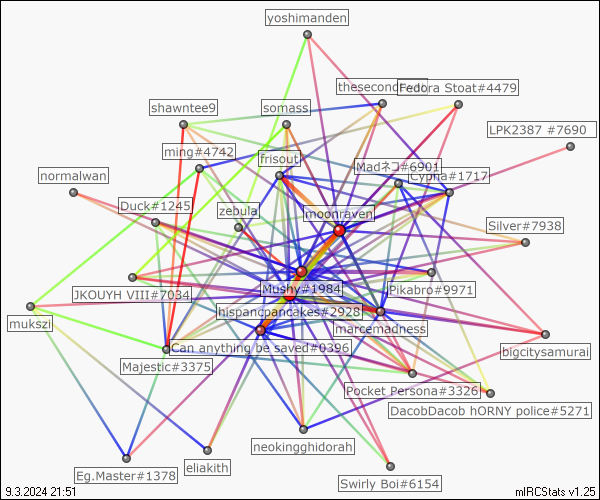 yoshimanden
Fedora Stoat#4479
shawntee9
somass
LPK2387 #7690
ming#4742
frisout
Madネコ#6901
normalwan
Cypha#1717
Duck#1245
zebula
moonraven
Silver#7938
Mushy#1984
JKOUYH VIII#7034
Pikabro#9971
hispancpancakes#2928
mukszi
marcemadness
Can anything be saved#0396
bigcitysamurai
Majestic#3375
Pocket Persona#3326
DacobDacob hORNY police#5271
neokingghidorah
eliakith
Eg.Master#1378
Swirly Boi#6154
9.3.2024 21:51
mIRCStats v1.25